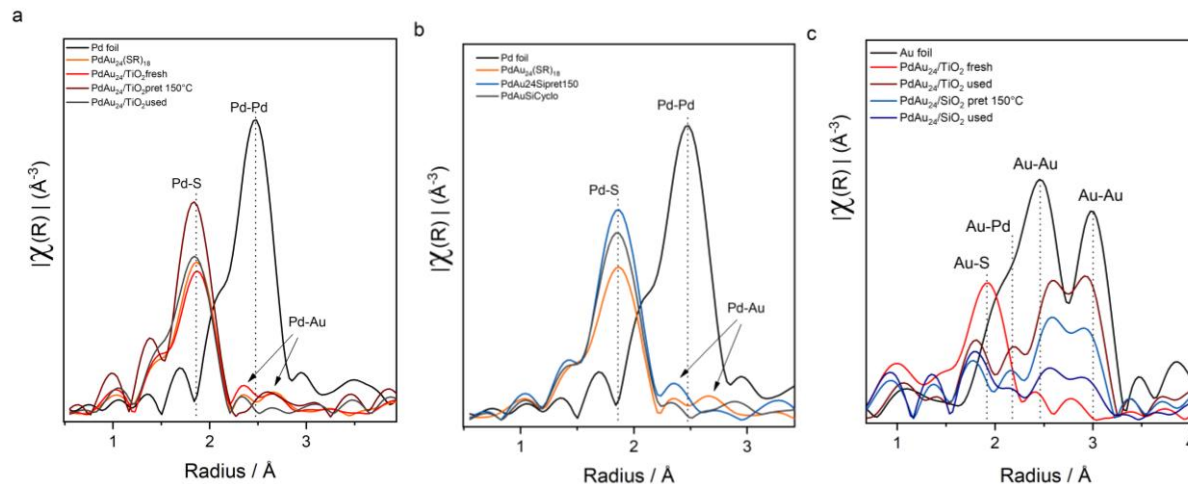 a
Pd foil
PdAu₂₄(SR)₁₈
PdAu₂₄/TiO₂fresh
PdAu₂₄/TiO₂pret 150°C
PdAu₂₄/TiO₂used
Pd-Pd
Pd-S
Pd-Au
|χ(R)| (Å⁻³)
1 2 3
Radius / Å
b
Pd foil
PdAu₂₄(SR)₁₈
PdAu24Sipret150
PdAuSiCyclo
Pd-Pd
Pd-S
Pd-Au
|χ(R)| (Å⁻³)
1 2 3
Radius / Å
c
Au foil
PdAu₂₄/TiO₂ fresh
PdAu₂₄/TiO₂ used
PdAu₂₄/SiO₂ pret 150°C
PdAu₂₄/SiO₂ used
Au-Au
Au-Au
Au-Pd
Au-S
|χ(R)| (Å⁻³)
1 2 3 4
Radius / Å